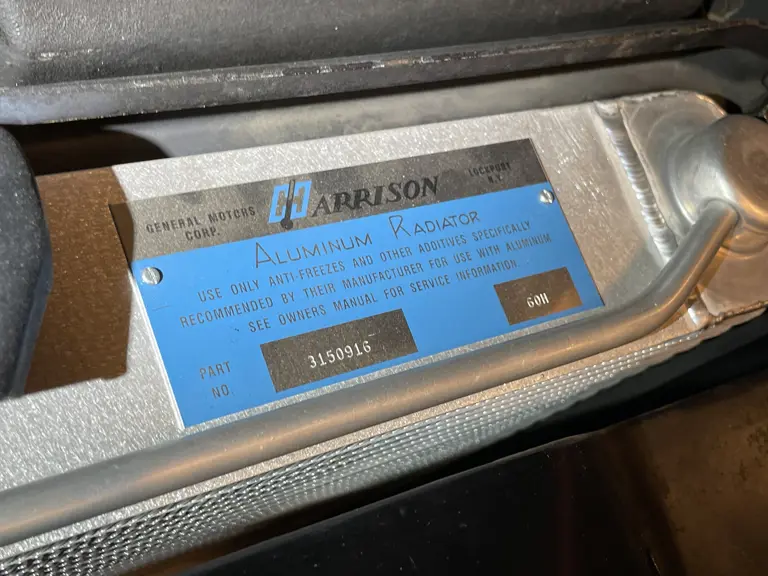 GENERAL MOTORS CORP.
HARRISON
LOCKPORT N.Y.
ALUMINUM RADIATOR
USE ONLY ANTI-FREEZES AND OTHER ADDITIVES SPECIFICALLY
RECOMMENDED BY THEIR MANUFACTURER FOR USE WITH ALUMINUM
SEE OWNERS MANUAL FOR SERVICE INFORMATION
PART NO.
3150916
60H